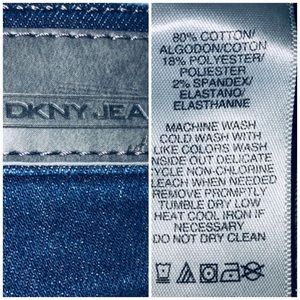 DKNY JEA
80% COTTON/
ALGODON/COTON
18% POLYESTER/
POLIESTER
2% SPANDEX/
ELASTANO/
ELASTHANNE
MACHINE WASH
COLD WASH WITH
LIKE COLORS WASH
INSIDE OUT DELICATE
CYCLE NON-CHLORINE
BLEACH WHEN NEEDED
REMOVE PROMPTLY
TUMBLE DRY LOW
HEAT COOL IRON IF
NECESSARY
DO NOT DRY CLEAN